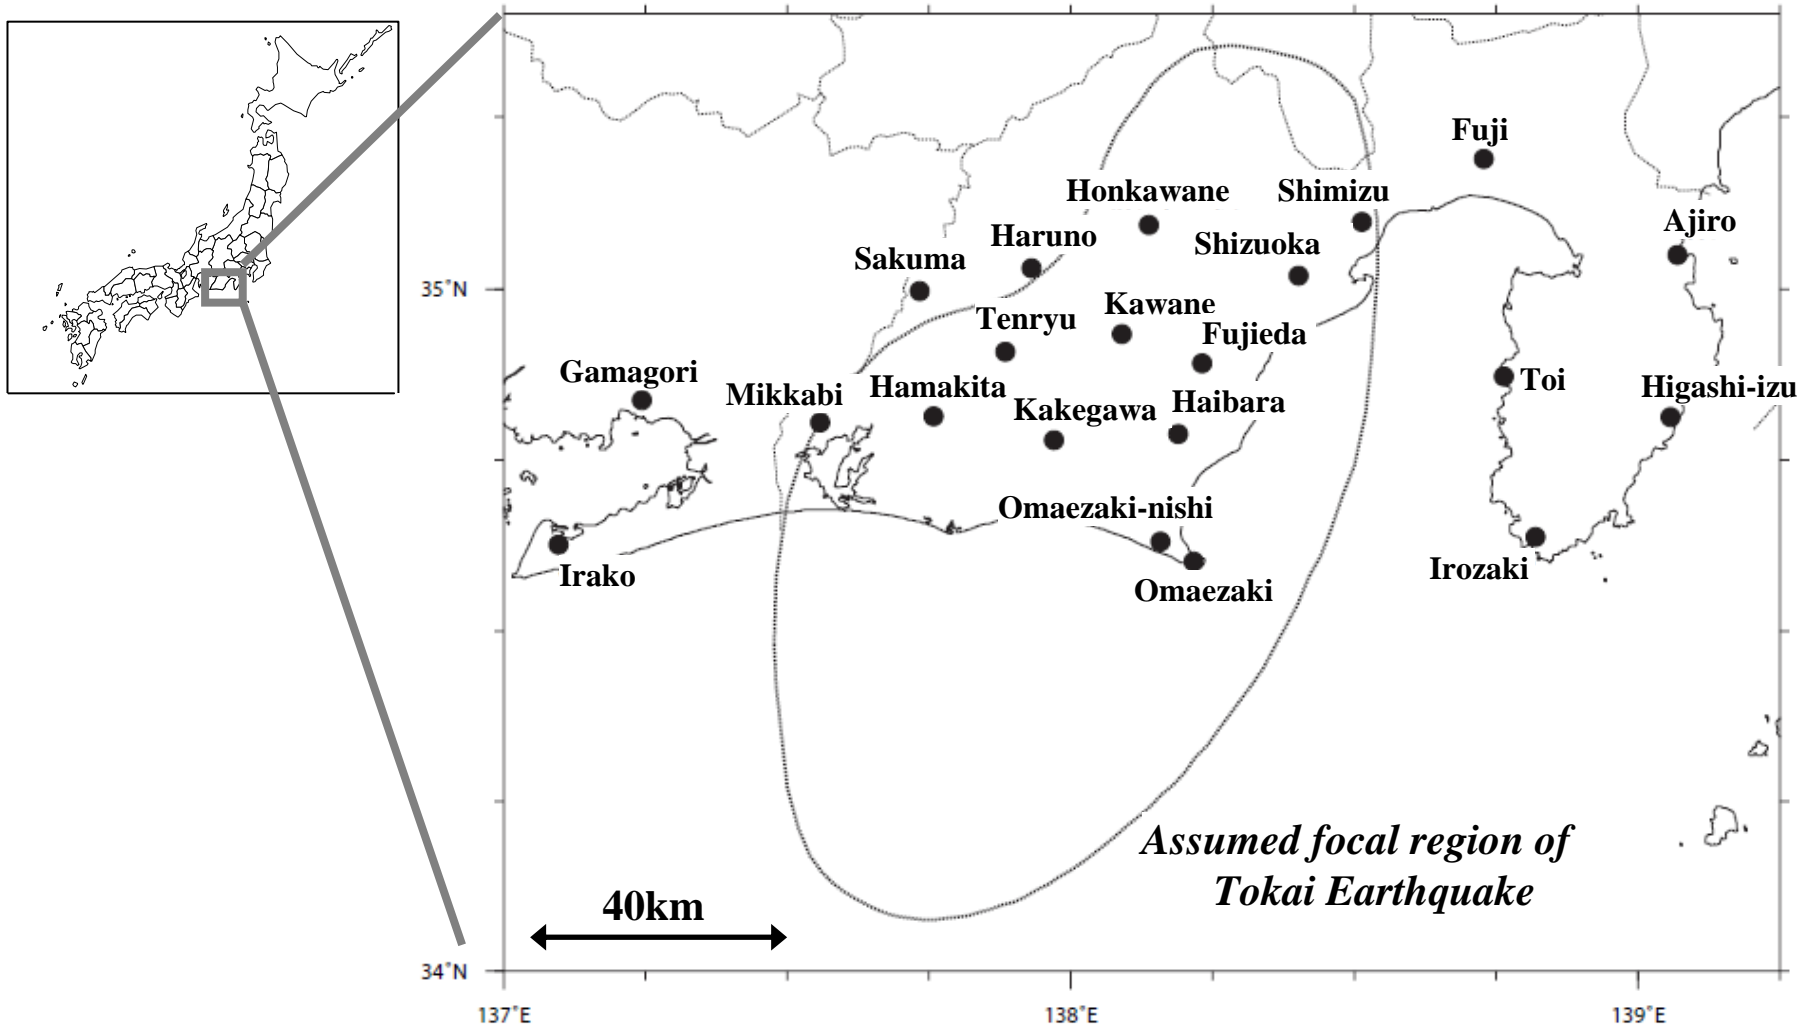 Fuji
Honkawane
Shimizu
Ajiro
Haruno
Shizuoka
Sakuma
35°N
Kawane
Tenryu
Fujieda
Gamagori
Toi
Mikkabi
Hamakita
Higashi-izu
Kakegawa
Haibara
Omaezaki-nishi
Irako
Irozaki
Omaezaki
Assumed focal region of
Tokai Earthquake
40km
34°N
137°E
138°E
139°E